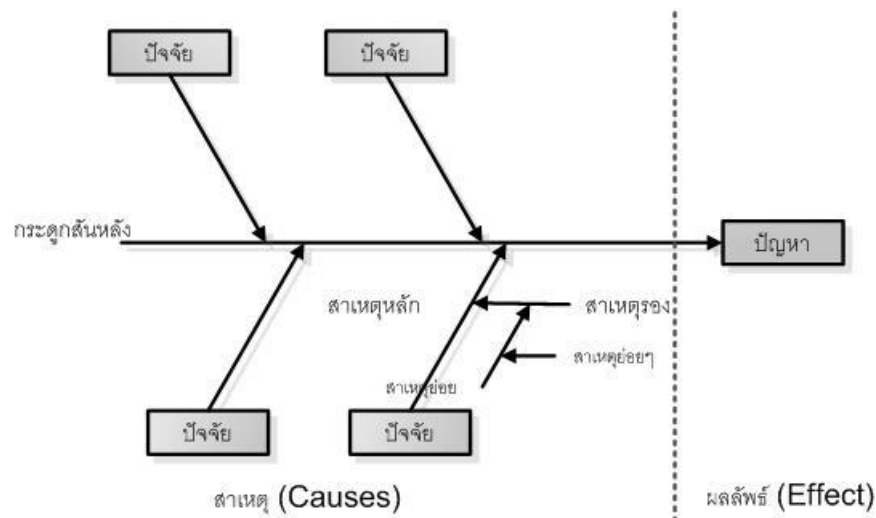 ปัจจัย
ปัจจัย
กระดูกสันหลัง
ปัญหา
สาเหตุหลัก
สาเหตุรอง
สาเหตุย่อยๆ
สาเหตุย่อย
ปัจจัย
ปัจจัย
สาเหตุ (Causes)
ผลลัพธ์ (Effect)